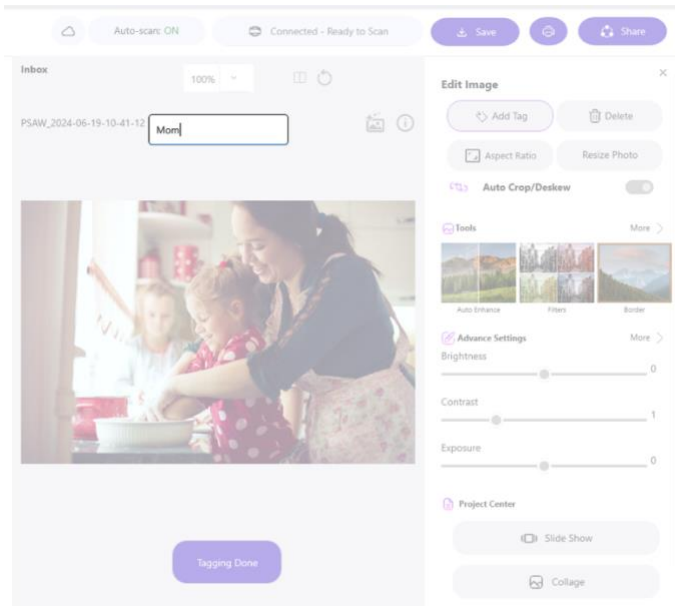 Auto-scan: ON
Connected - Ready to Scan
Save
Share
Inbox
100%
Edit Image
Add Tag
Delete
PSAW_2024-06-19-10-41-12
Mom
Aspect Ratio
Resize Photo
Auto Crop/Deskew
Tools
More
Auto Enhance
Filters
Border
Advance Settings
More
Brightness
0
Contrast
1
Exposure
0
Project Center
Slide Show
Tagging Done
Collage